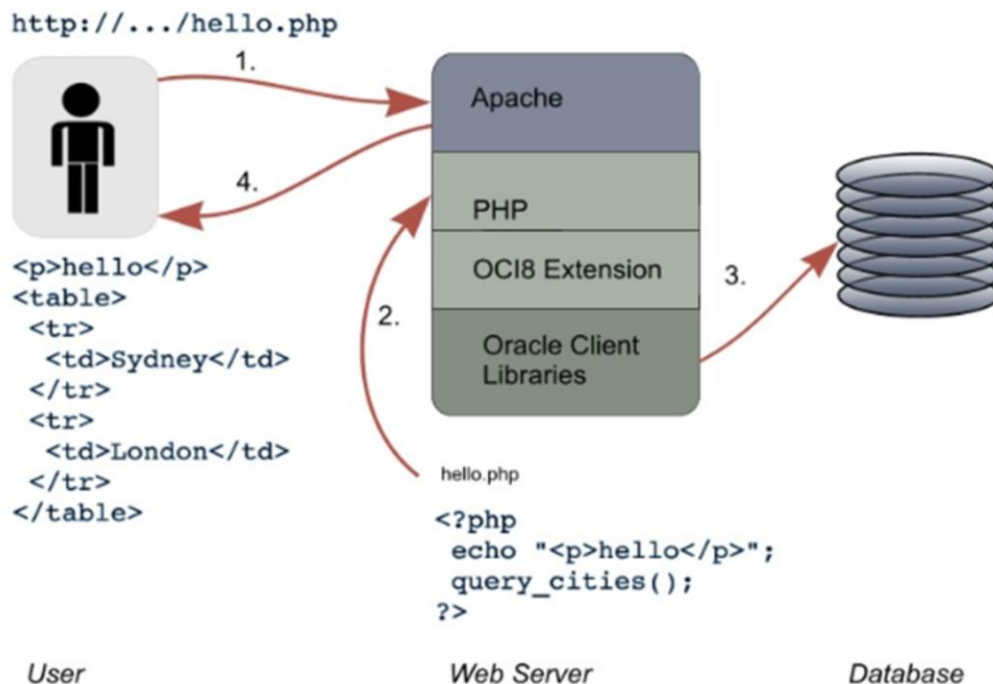 http://.../hello.php
1.
Apache
4.
PHP
OCI8 Extension
3.
2.
Oracle Client
Libraries
<p>hello</p>
<table>
 <tr>
  <td>Sydney</td>
 </tr>
 <tr>
  <td>London</td>
 </tr>
</table>
hello.php
<?php
 echo "<p>hello</p>";
 query_cities();
?>
User
Web Server
Database